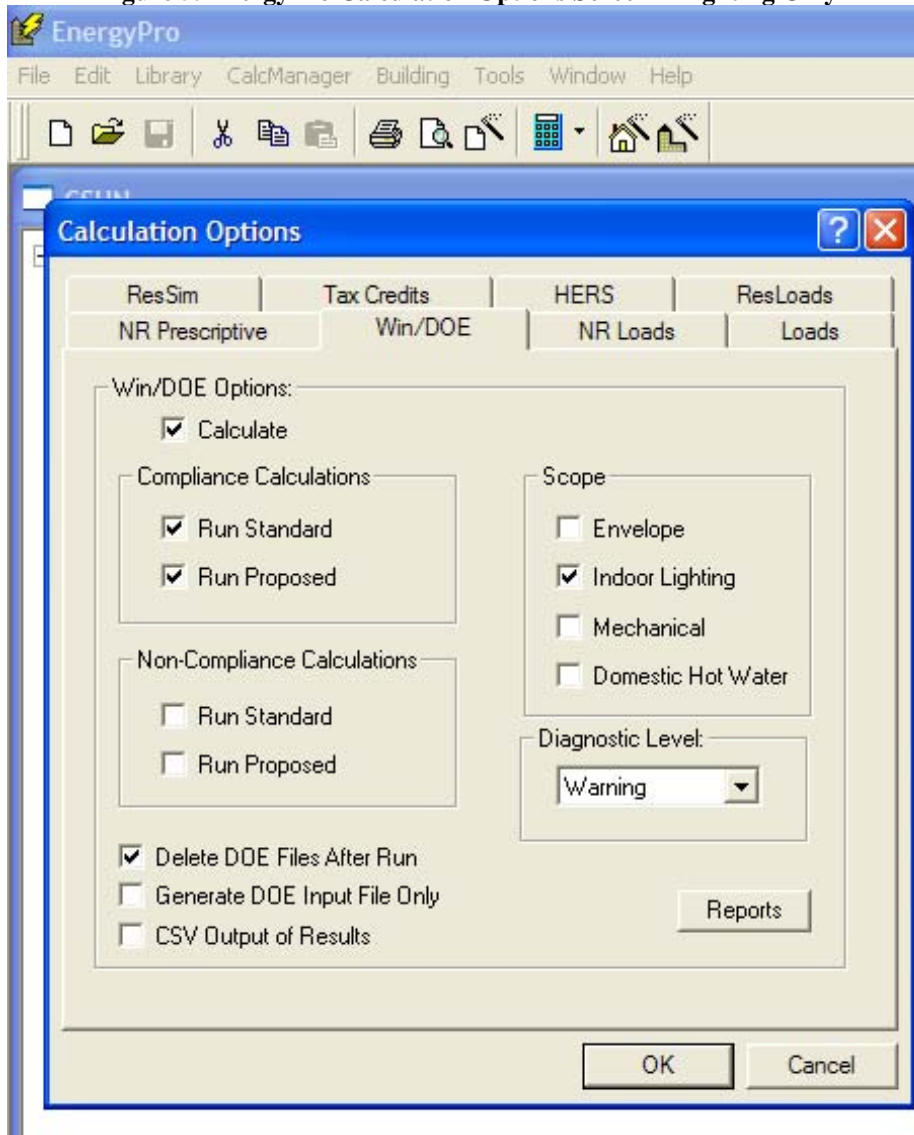 EnergyPro
File Edit Library CalcManager Building Tools Window Help
Calculation Options
ResSim Tax Credits HERS ResLoads
NR Prescriptive Win/DOE NR Loads Loads
Win/DOE Options:
Calculate
Compliance Calculations
Run Standard
Run Proposed
Non-Compliance Calculations
Run Standard
Run Proposed
Scope
Envelope
Indoor Lighting
Mechanical
Domestic Hot Water
Diagnostic Level:
Warning
Delete DOE Files After Run
Generate DOE Input File Only
CSV Output of Results
Reports
OK Cancel